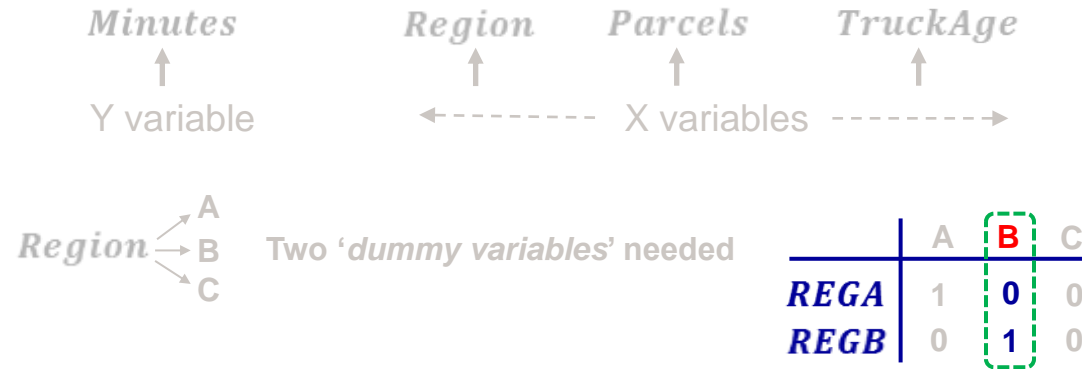 Minutes Region Parcels TruckAge
Y variable X variables
A
Region B Two ‘dummy variables’ needed
C
A B C
REGA 1 0 0
REGB 0 1 0